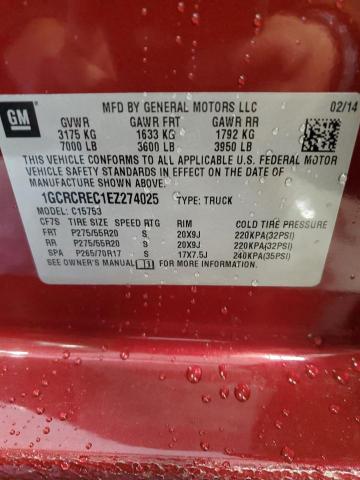 GM
MFD BY GENERAL MOTORS LLC 02/14
GVWR GAWR FRT GAWR RR
3175 KG 1633 KG 1792 KG
7000 LB 3600 LB 3950 LB
THIS VEHICLE CONFORMS TO ALL APPLICABLE U.S. FEDERAL MOTOR
VEHICLE SAFETY STANDARDS IN EFFECT ON THE DATE OF
MANUFACTURE SHOWN ABOVE.
1GCRCREC1EZ274025 TYPE: TRUCK
MODEL: C15753
CF7S TIRE SIZE SPEED RTG RIM COLD TIRE PRESSURE
FRT P275/55R20 S 20X9J 220KPA(32PSI)
RR P275/55R20 S 20X9J 220KPA(32PSI)
SPA P265/70R17 S 17X7.5J 240KPA(35PSI)
SEE OWNER'S MANUAL FOR MORE INFORMATION.